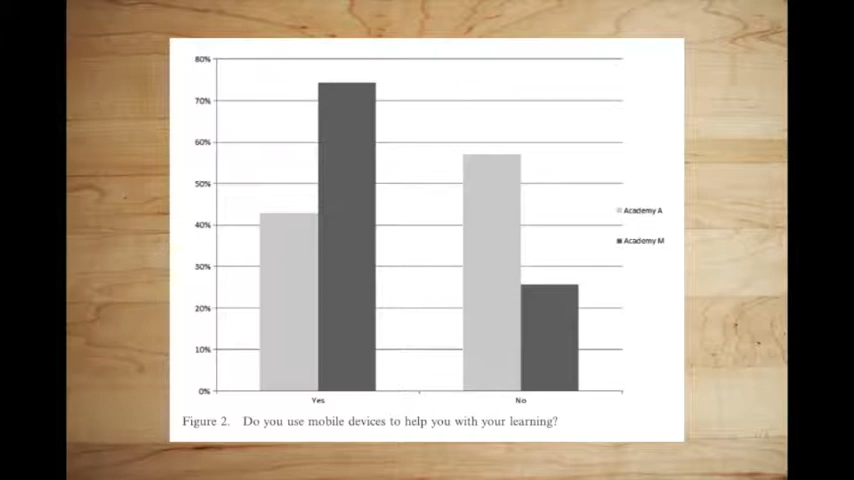 80%
70%
60%
50%
40%
30%
20%
10%
0%
Yes
No
Academy A
Academy M
Figure 2. Do you use mobile devices to help you with your learning?